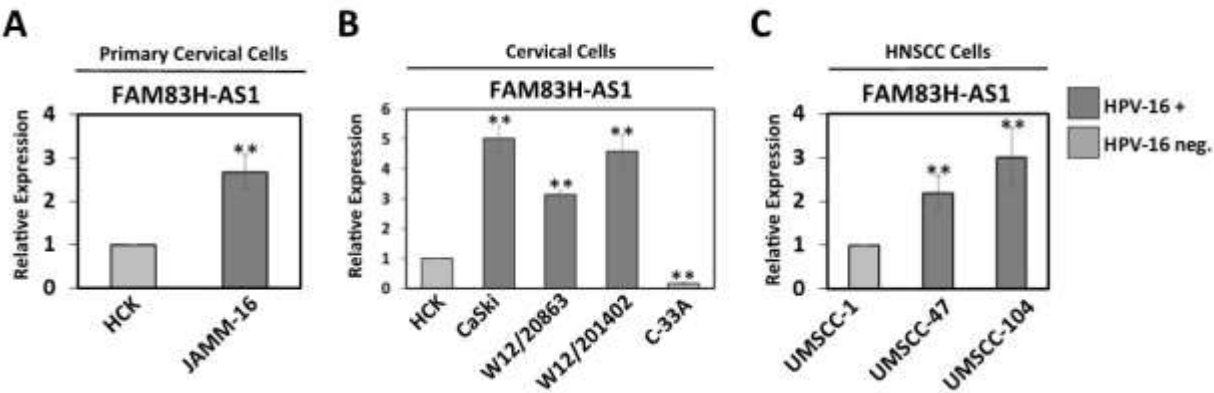 A
Primary Cervical Cells
FAM83H-AS1
Relative Expression
4
3
2
1
0
**
HCK
JAMM-16
B
Cervical Cells
FAM83H-AS1
Relative Expression
6
5
4
3
2
1
0
**
**
**
**
HCK
CaSki
W12/20863
W12/201402
C-33A
C
HNSCC Cells
FAM83H-AS1
Relative Expression
4
3
2
1
0
**
**
UMSCC-1
UMSCC-47
UMSCC-104
HPV-16 +
HPV-16 neg.